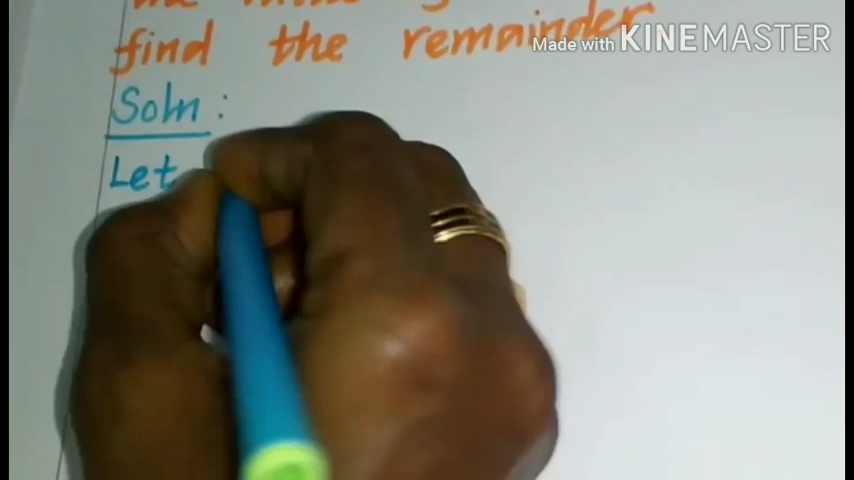 find the remainder
Made with KINEMASTER
Soln :
Let